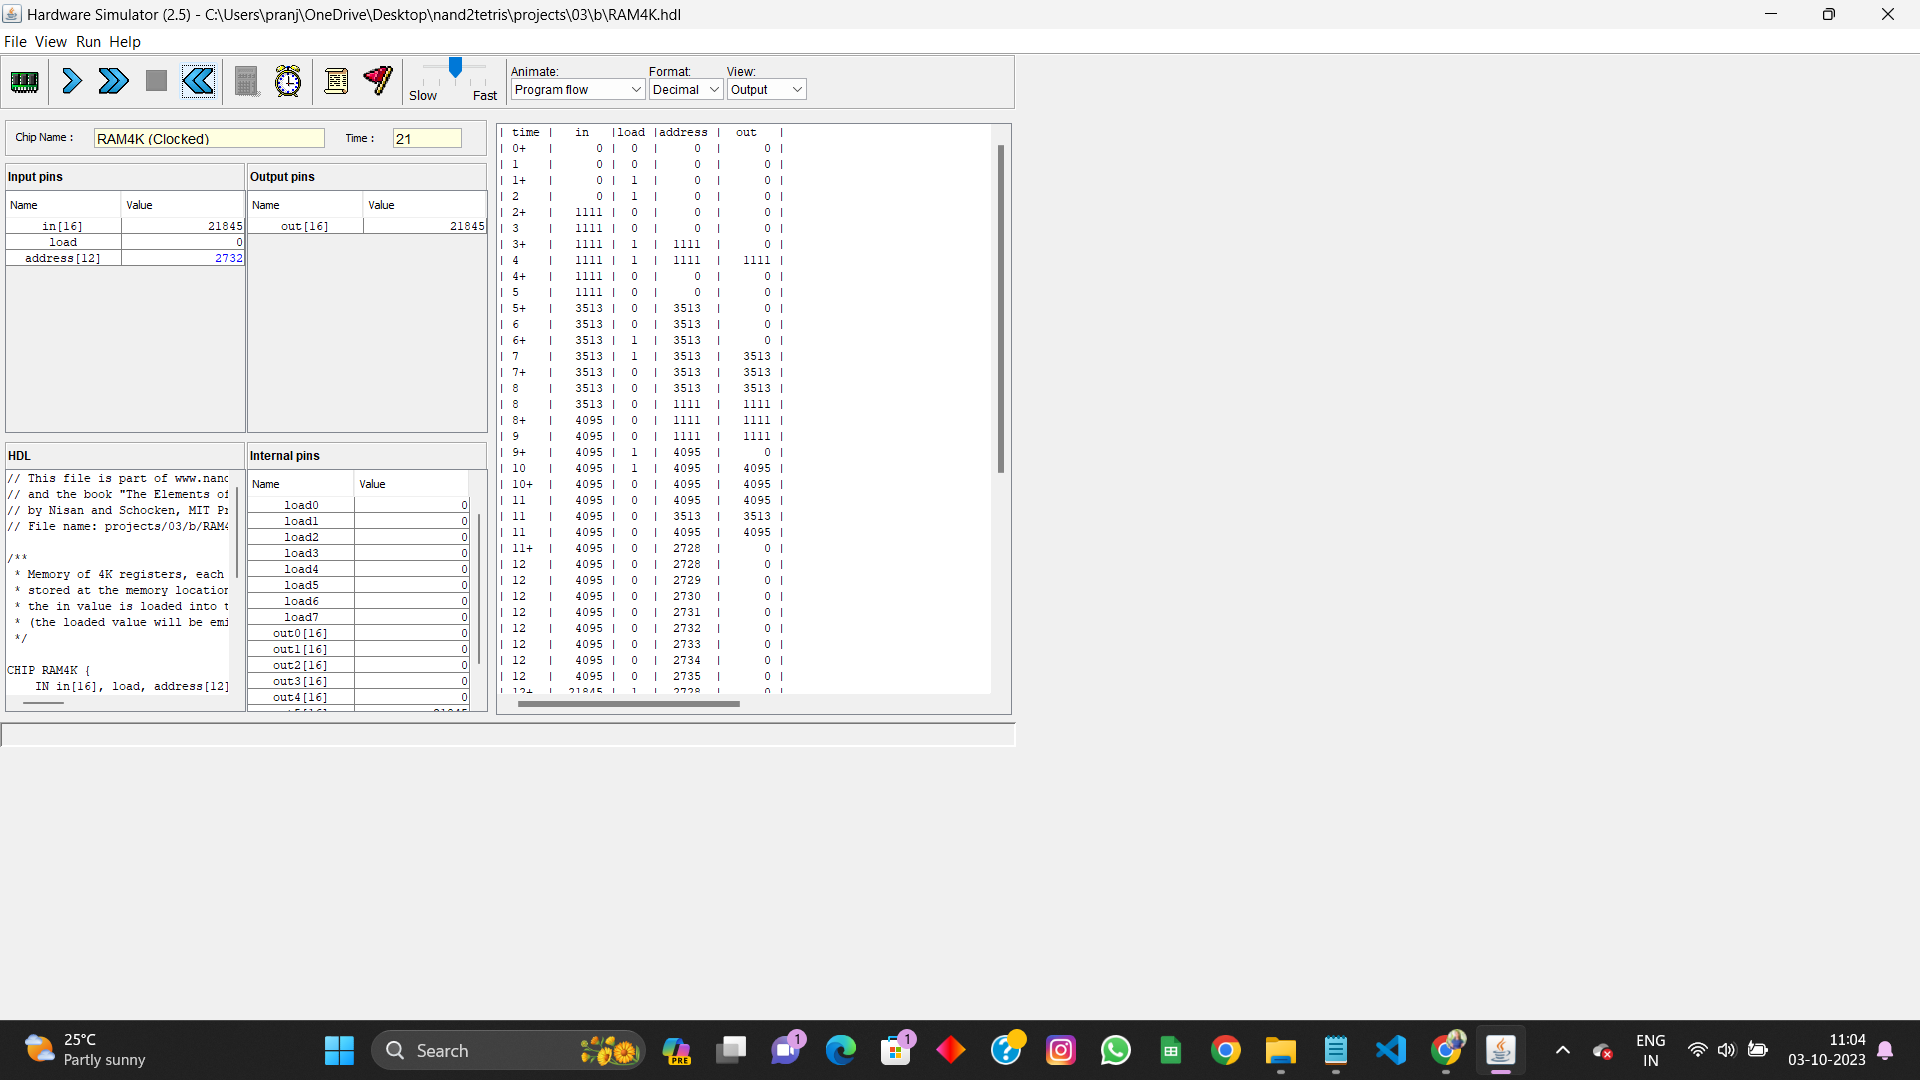 Hardware Simulator (2.5) - C:\Users\pranj\OneDrive\Desktop\nand2tetris\projects\03\b\RAM4K.hdl
File View Run Help
Slow Fast
Animate: Format: View:
Program flow Decimal Output
Chip Name : RAM4K (Clocked) Time : 21
Input pins
Name Value
in[16] 21845
load 0
address[12] 2732
Output pins
Name Value
out[16] 21845
HDL
// This file is part of www.nand
// and the book "The Elements of
// by Nisan and Schocken, MIT Pr
// File name: projects/03/b/RAM4
/**
* Memory of 4K registers, each
* stored at the memory location
* the in value is loaded into t
* (the loaded value will be emi
*/
CHIP RAM4K {
IN in[16], load, address[12]
Internal pins
Name Value
load0 0
load1 0
load2 0
load3 0
load4 0
load5 0
load6 0
load7 0
out0[16] 0
out1[16] 0
out2[16] 0
out3[16] 0
out4[16] 0
| time | in |load |address | out |
| 0+ | 0 | 0 | 0 | 0 |
| 1 | 0 | 0 | 0 | 0 |
| 1+ | 0 | 1 | 0 | 0 |
| 2 | 0 | 1 | 0 | 0 |
| 2+ | 1111 | 0 | 0 | 0 |
| 3 | 1111 | 0 | 0 | 0 |
| 3+ | 1111 | 1 | 1111 | 0 |
| 4 | 1111 | 1 | 1111 | 1111 |
| 4+ | 1111 | 0 | 0 | 0 |
| 5 | 1111 | 0 | 0 | 0 |
| 5+ | 3513 | 0 | 3513 | 0 |
| 6 | 3513 | 0 | 3513 | 0 |
| 6+ | 3513 | 1 | 3513 | 0 |
| 7 | 3513 | 1 | 3513 | 3513 |
| 7+ | 3513 | 0 | 3513 | 3513 |
| 8 | 3513 | 0 | 3513 | 3513 |
| 8 | 3513 | 0 | 1111 | 1111 |
| 8+ | 4095 | 0 | 1111 | 1111 |
| 9 | 4095 | 0 | 1111 | 1111 |
| 9+ | 4095 | 1 | 4095 | 0 |
| 10 | 4095 | 1 | 4095 | 4095 |
| 10+ | 4095 | 0 | 4095 | 4095 |
| 11 | 4095 | 0 | 4095 | 4095 |
| 11 | 4095 | 0 | 3513 | 3513 |
| 11 | 4095 | 0 | 4095 | 4095 |
| 11+ | 4095 | 0 | 2728 | 0 |
| 12 | 4095 | 0 | 2728 | 0 |
| 12 | 4095 | 0 | 2729 | 0 |
| 12 | 4095 | 0 | 2730 | 0 |
| 12 | 4095 | 0 | 2731 | 0 |
| 12 | 4095 | 0 | 2732 | 0 |
| 12 | 4095 | 0 | 2733 | 0 |
| 12 | 4095 | 0 | 2734 | 0 |
| 12 | 4095 | 0 | 2735 | 0 |
| 12+ | 21845 | 1 | 2728 | 0 |
25°C
Partly sunny
Search
PRE
1
1
ENG
IN
11:04
03-10-2023